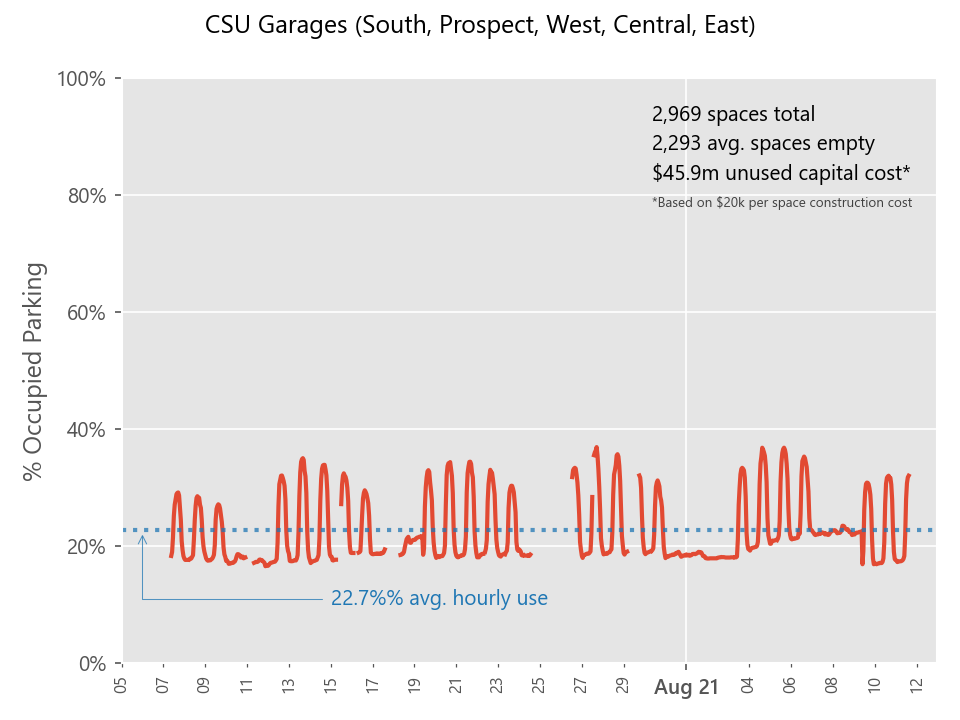 CSU Garages (South, Prospect, West, Central, East)
100%
80%
60%
40%
20%
0%
% Occupied Parking
2,969 spaces total
2,293 avg. spaces empty
$45.9m unused capital cost*
*Based on $20k per space construction cost
22.7%% avg. hourly use
05 07 09 11 13 15 17 19 21 23 25 27 29 Aug 21 04 06 08 10 12